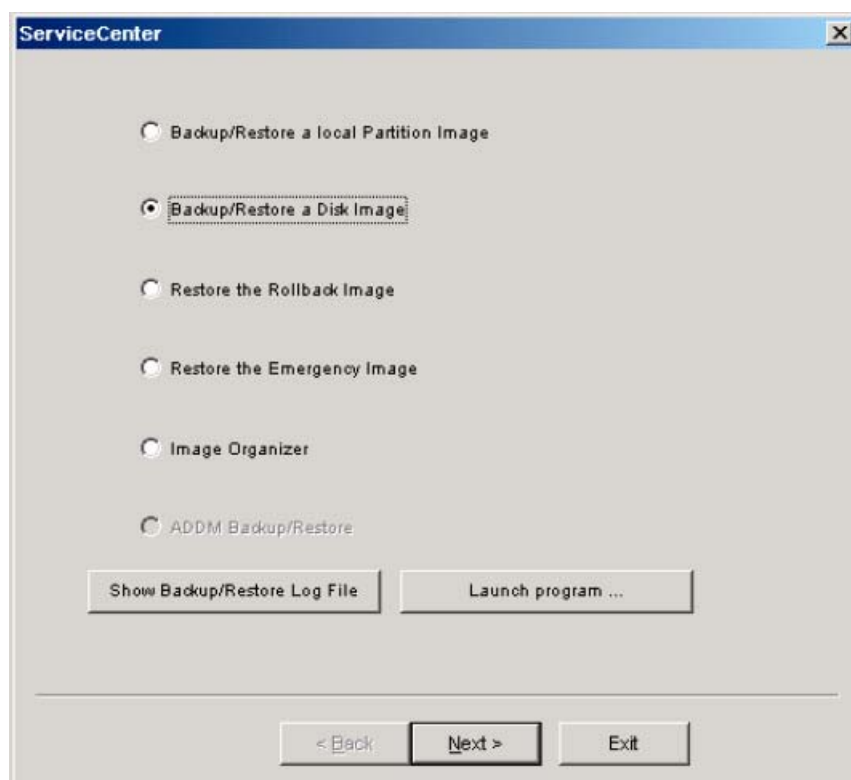 ServiceCenter
Backup/Restore a local Partition Image
Backup/Restore a Disk Image
Restore the Rollback Image
Restore the Emergency Image
Image Organizer
ADDM Backup/Restore
Show Backup/Restore Log File
Launch program ...
< Back
Next >
Exit